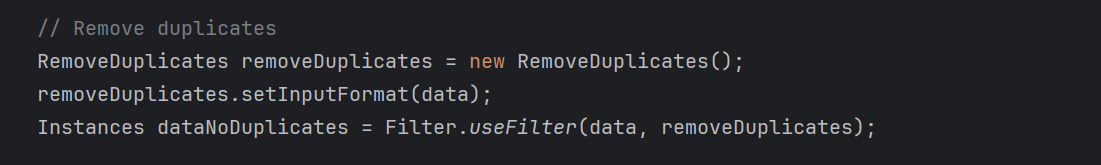 // Remove duplicates
RemoveDuplicates removeDuplicates = new RemoveDuplicates();
removeDuplicates.setInputFormat(data);
Instances dataNoDuplicates = Filter.useFilter(data, removeDuplicates);